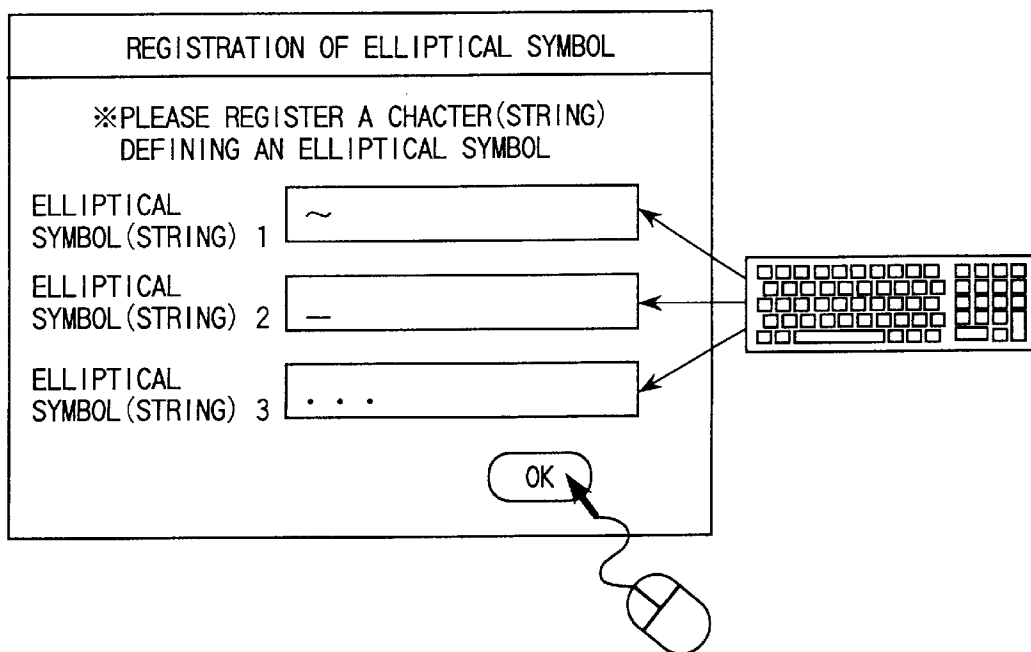 REGISTRATION OF ELLIPTICAL SYMBOL
※PLEASE REGISTER A CHACTER(STRING)
DEFINING AN ELLIPTICAL SYMBOL
ELLIPTICAL
SYMBOL(STRING) 1
~
ELLIPTICAL
SYMBOL(STRING) 2
_
ELLIPTICAL
SYMBOL(STRING) 3
...
OK